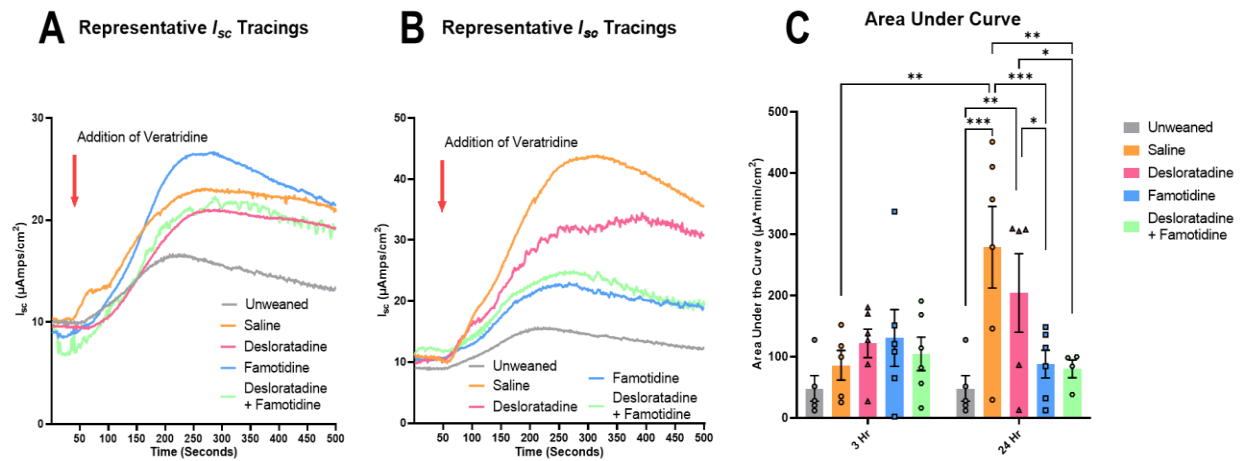 A Representative Isc Tracings
Addition of Veratridine
Isc (µAmps/cm²)
30
20
10
0
50 100 150 200 250 300 350 400 450 500
Time (Seconds)
Unweaned
Saline
Desloratadine
Famotidine
Desloratadine
+ Famotidine
B Representative Isc Tracings
Addition of Veratridine
50
40
30
20
10
0
50 100 150 200 250 300 350 400 450 500
Time (Seconds)
Unweaned
Saline
Desloratadine
Famotidine
Desloratadine
+ Famotidine
C Area Under Curve
**
*
** ***
**
*** *
Area Under the Curve (µA*min/cm²)
500
400
300
200
100
0
3 Hr
24 Hr
Unweaned
Saline
Desloratadine
Famotidine
Desloratadine
+ Famotidine